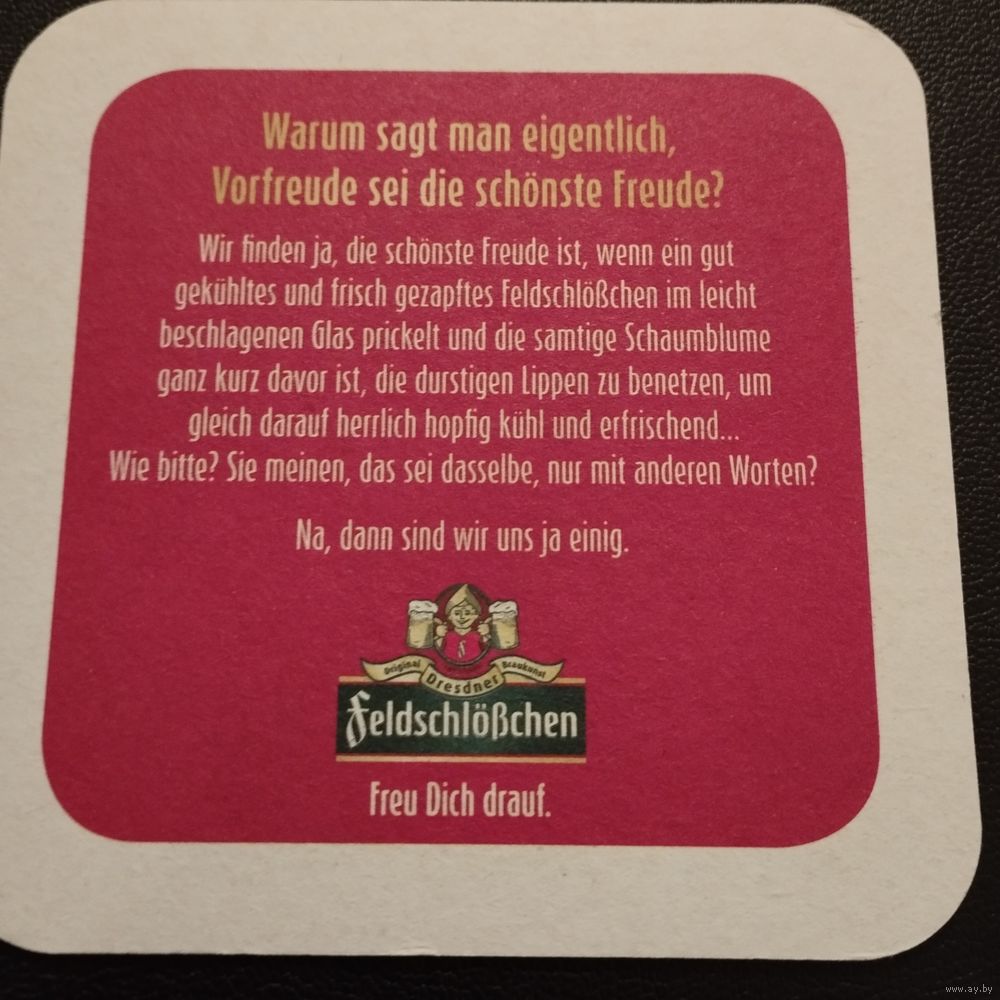 Warum sagt man eigentlich,
Vorfreude sei die schönste Freude?
Wir finden ja, die schönste Freude ist, wenn ein gut
gekühltes und frisch gezapftes Feldschlößchen im leicht
beschlagenen Glas prickelt und die samtige Schaumblume
ganz kurz davor ist, die durstigen Lippen zu benetzen, um
gleich darauf herrlich hopfig kühl und erfrischend...
Wie bitte? Sie meinen, das sei dasselbe, nur mit anderen Worten?
Na, dann sind wir uns ja einig.
Original Braukunst
Dresdner
Feldschlößchen
Freu Dich drauf.
www.ay.by